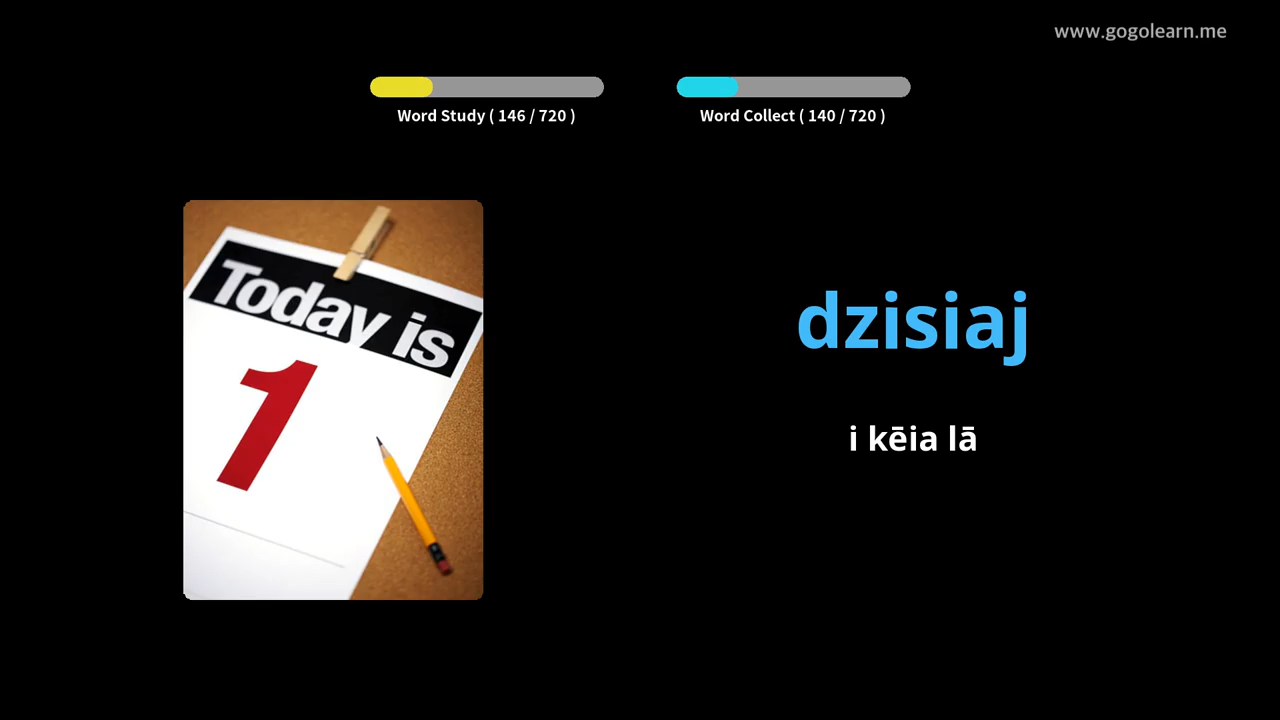 www.gogolearn.me
Word Study ( 146 / 720 )
Word Collect ( 140 / 720 )
Today is
1
dzisiaj
i kēia lā